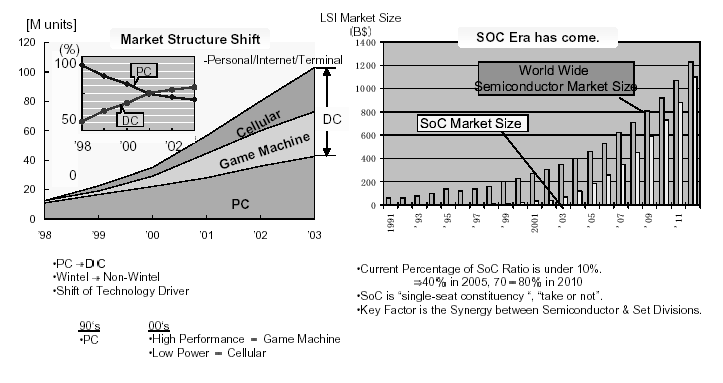 [M units]
Market Structure Shift
120
100
80
60
40
20
0
(%)
100
50
0
PC
DC
'98
'00
'02
-Personal/Internet/Terminal
Cellular
Game Machine
PC
DC
'98
'99
'00
'01
'02
'03
•PC → DC
•Wintel → Non-Wintel
•Shift of Technology Driver
90's
•PC
00's
•High Performance = Game Machine
•Low Power = Cellular
LSI Market Size
(B$)
SOC Era has come.
1400
1200
1000
800
600
400
200
0
World Wide
Semiconductor Market Size
SoC Market Size
1991
'93
'95
'97
'99
2001
'03
'05
'07
'09
'11
•Current Percentage of SoC Ratio is under 10%.
⇒40% in 2005, 70=80% in 2010
•SoC is “single-seat constituency “, “take or not”.
•Key Factor is the Synergy between Semiconductor & Set Divisions.